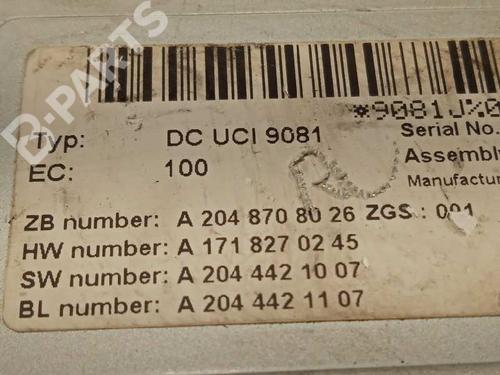 *9081J%0
Typ: DC UCI 9081 Serial No.
EC: 100 Assembly
Manufactur
ZB number: A 204 870 80 26 ZGS : 001
HW number: A 171 827 02 45
SW number: A 204 442 10 07
BL number: A 204 442 11 07
D-PARTS